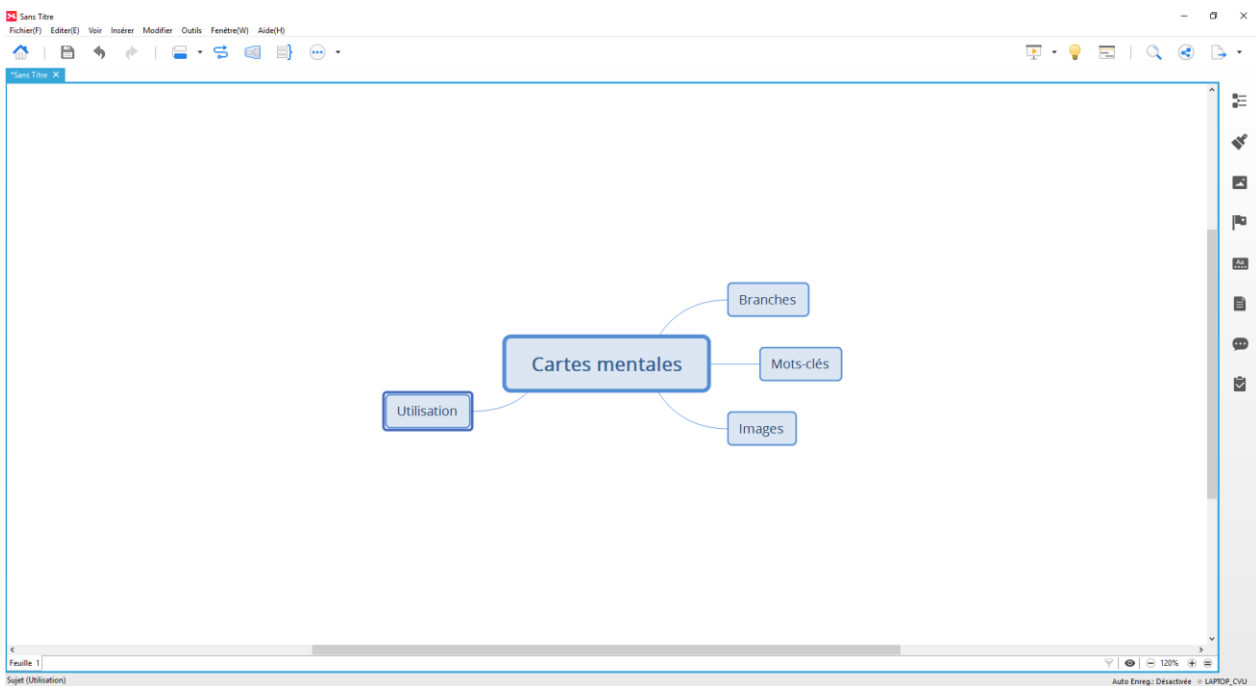 Sans Titre
Fichier(F) Editer(E) Voir Insérer Modifier Outils Fenêtre(W) Aide(H)
*Sans Titre
Aa
Branches
Cartes mentales
Mots-clés
Utilisation
Images
Feuille 1
120%
Sujet (Utilisation)
Auto Enreg.: Désactivée LAPTOP_CVU